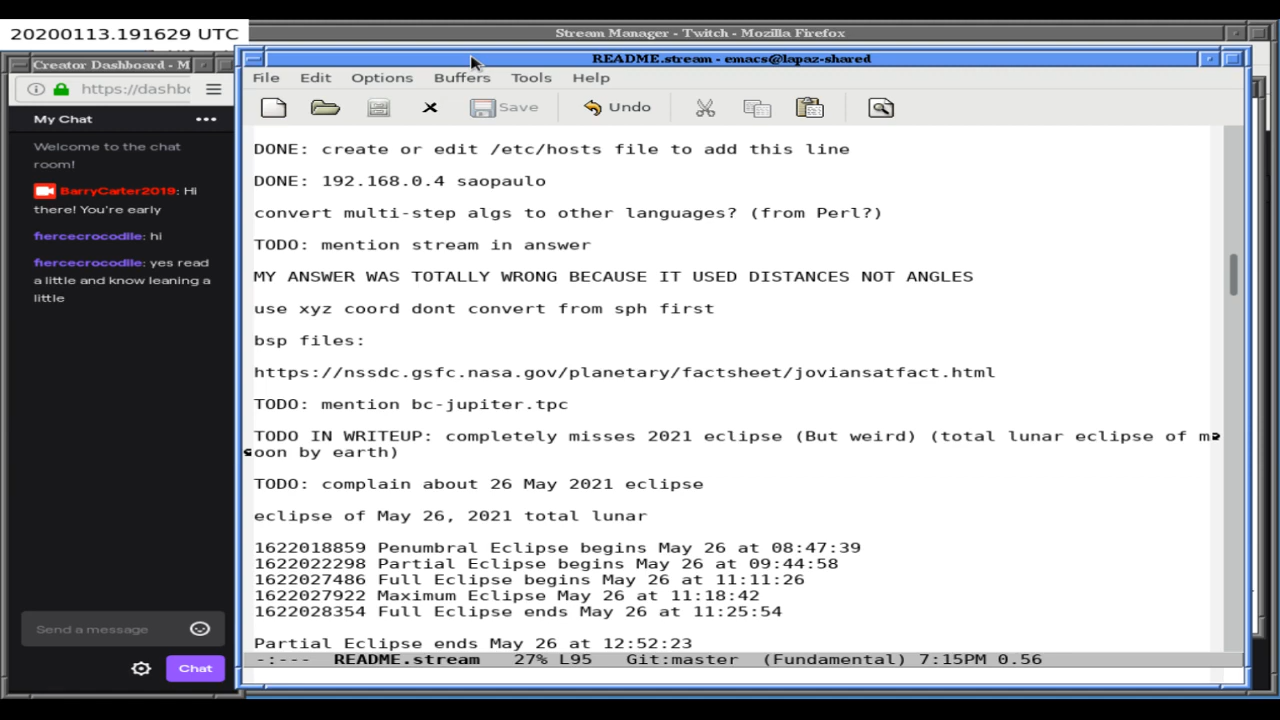 20200113.191629 UTC
Stream Manager - Twitch - Mozilla Firefox
Creator Dashboard - M
README.stream - emacs@lapaz-shared
https://dashb
File Edit Options Buffers Tools Help
Save Undo
My Chat
Welcome to the chat
room!
BarryCarter2019: Hi
there! You're early
fiercecrocodile: hi
fiercecrocodile: yes read
a little and know leaning a
little
Send a message
Chat
DONE: create or edit /etc/hosts file to add this line
DONE: 192.168.0.4 saopaulo
convert multi-step algs to other languages? (from Perl?)
TODO: mention stream in answer
MY ANSWER WAS TOTALLY WRONG BECAUSE IT USED DISTANCES NOT ANGLES
use xyz coord dont convert from sph first
bsp files:
https://nssdc.gsfc.nasa.gov/planetary/factsheet/joviansatfact.html
TODO: mention bc-jupiter.tpc
TODO IN WRITEUP: completely misses 2021 eclipse (But weird) (total lunar eclipse of m
oon by earth)
TODO: complain about 26 May 2021 eclipse
eclipse of May 26, 2021 total lunar
1622018859 Penumbral Eclipse begins May 26 at 08:47:39
1622022298 Partial Eclipse begins May 26 at 09:44:58
1622027486 Full Eclipse begins May 26 at 11:11:26
1622027922 Maximum Eclipse May 26 at 11:18:42
1622028354 Full Eclipse ends May 26 at 11:25:54
Partial Eclipse ends May 26 at 12:52:23
-:--- README.stream 27% L95 Git:master (Fundamental) 7:15PM 0.56